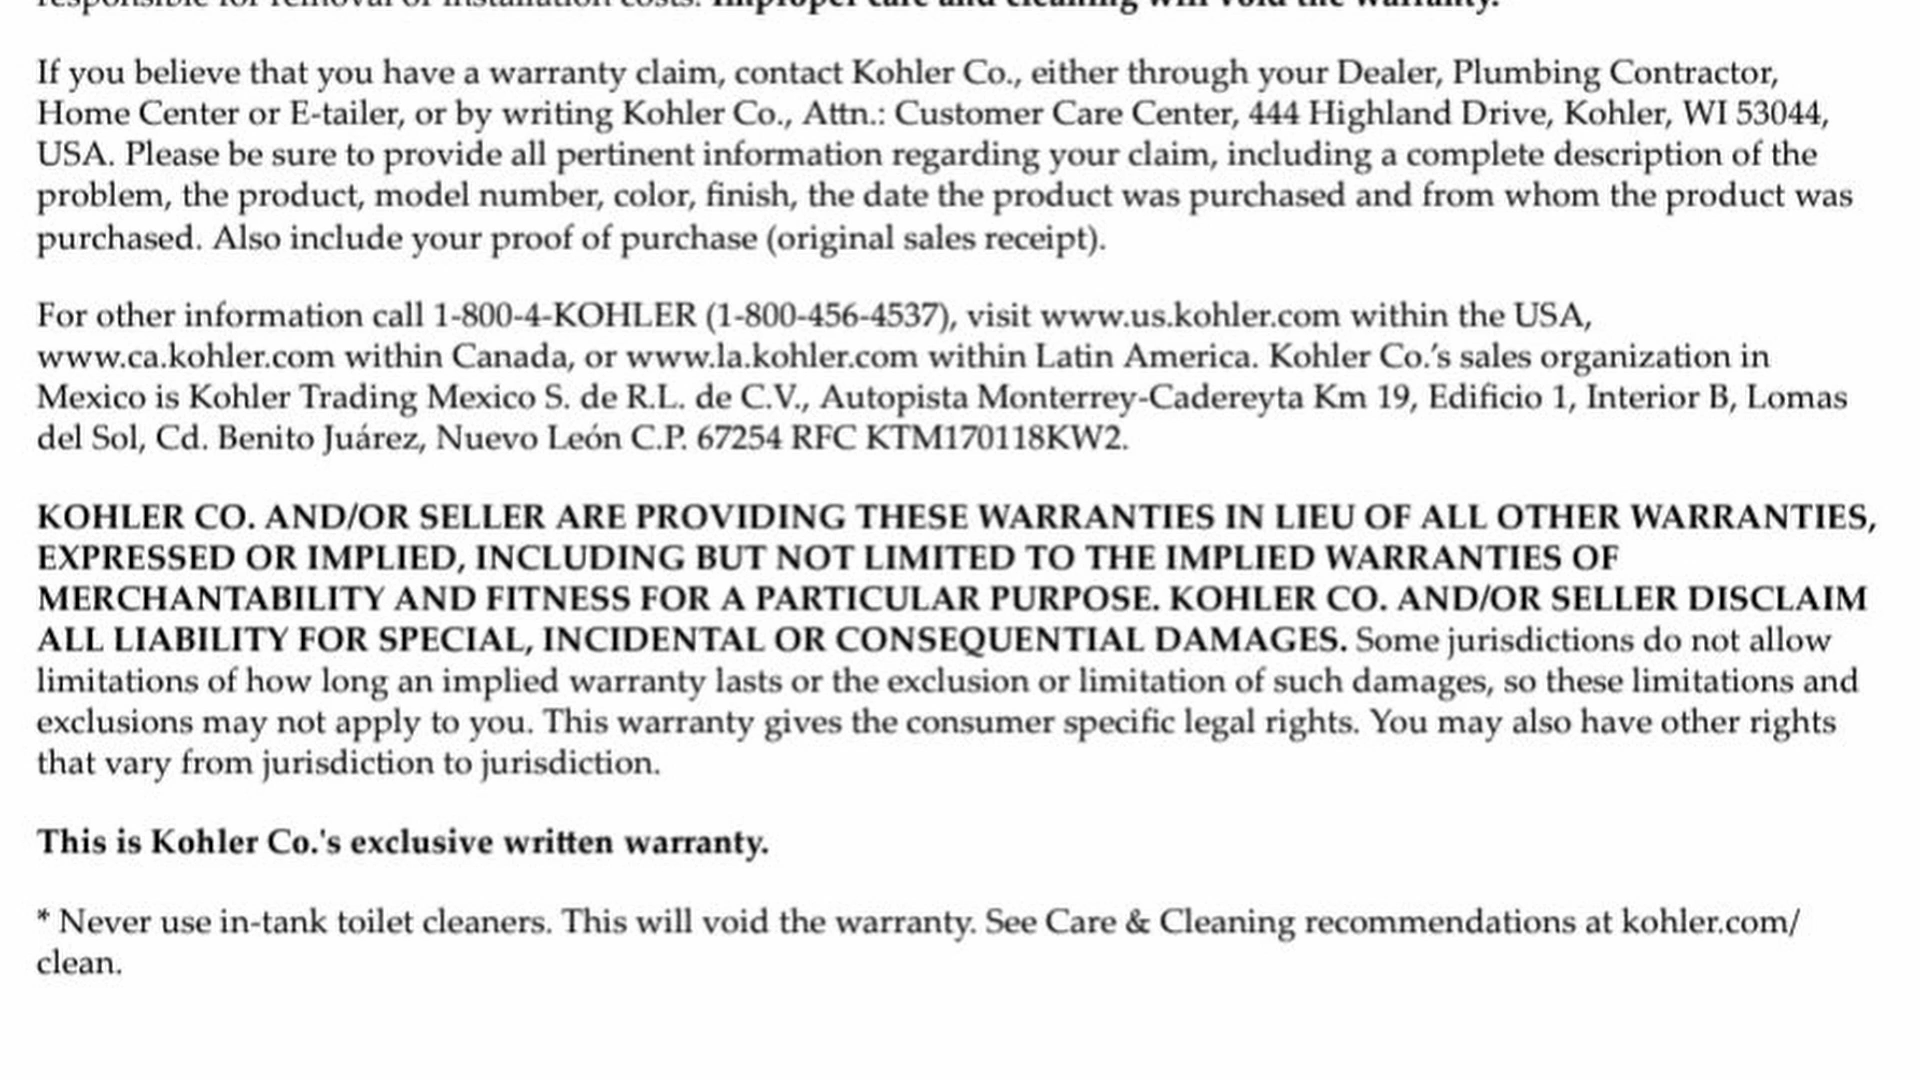 responsible for removal or installation costs. Improper care and cleaning will void the warranty.
If you believe that you have a warranty claim, contact Kohler Co., either through your Dealer, Plumbing Contractor,
Home Center or E-tailer, or by writing Kohler Co., Attn.: Customer Care Center, 444 Highland Drive, Kohler, WI 53044,
USA. Please be sure to provide all pertinent information regarding your claim, including a complete description of the
problem, the product, model number, color, finish, the date the product was purchased and from whom the product was
purchased. Also include your proof of purchase (original sales receipt).
For other information call 1-800-4-KOHLER (1-800-456-4537), visit www.us.kohler.com within the USA,
www.ca.kohler.com within Canada, or www.la.kohler.com within Latin America. Kohler Co.'s sales organization in
Mexico is Kohler Trading Mexico S. de R.L. de C.V., Autopista Monterrey-Cadereyta Km 19, Edificio 1, Interior B, Lomas
del Sol, Cd. Benito Juárez, Nuevo León C.P. 67254 RFC KTM170118KW2.
KOHLER CO. AND/OR SELLER ARE PROVIDING THESE WARRANTIES IN LIEU OF ALL OTHER WARRANTIES,
EXPRESSED OR IMPLIED, INCLUDING BUT NOT LIMITED TO THE IMPLIED WARRANTIES OF
MERCHANTABILITY AND FITNESS FOR A PARTICULAR PURPOSE. KOHLER CO. AND/OR SELLER DISCLAIM
ALL LIABILITY FOR SPECIAL, INCIDENTAL OR CONSEQUENTIAL DAMAGES. Some jurisdictions do not allow
limitations of how long an implied warranty lasts or the exclusion or limitation of such damages, so these limitations and
exclusions may not apply to you. This warranty gives the consumer specific legal rights. You may also have other rights
that vary from jurisdiction to jurisdiction.
This is Kohler Co.'s exclusive written warranty.
* Never use in-tank toilet cleaners. This will void the warranty. See Care & Cleaning recommendations at kohler.com/
clean.